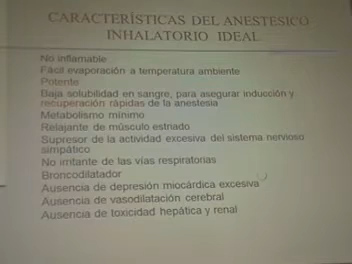 CARACTERÍSTICAS DEL ANESTESICO
INHALATORIO IDEAL
No inflamable
Fácil evaporación a temperatura ambiente
Potente
Baja solubilidad en sangre, para asegurar inducción y
recuperación rápidas de la anestesia
Metabolismo mínimo
Relajante de músculo estriado
Supresor de la actividad excesiva del sistema nervioso
simpático
No irritante de las vías respiratorias
Broncodilatador
Ausencia de depresión miocárdica excesiva
Ausencia de vasodilatación cerebral
Ausencia de toxicidad hepática y renal